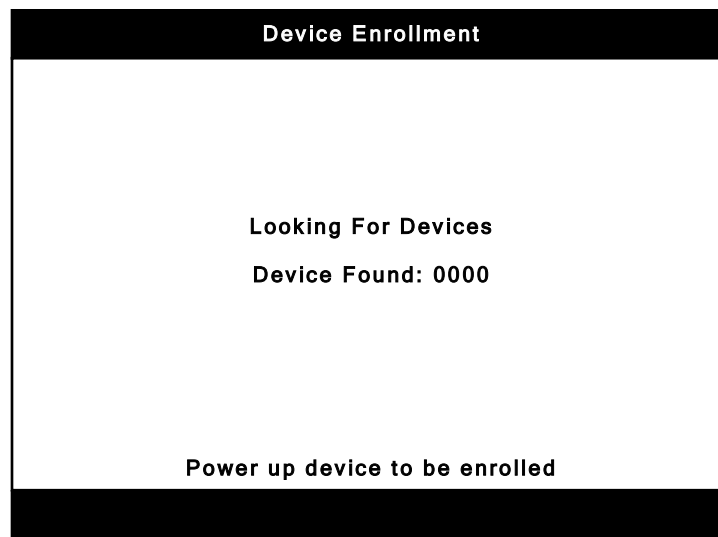 Device Enrollment
Looking For Devices
Device Found: 0000
Power up device to be enrolled